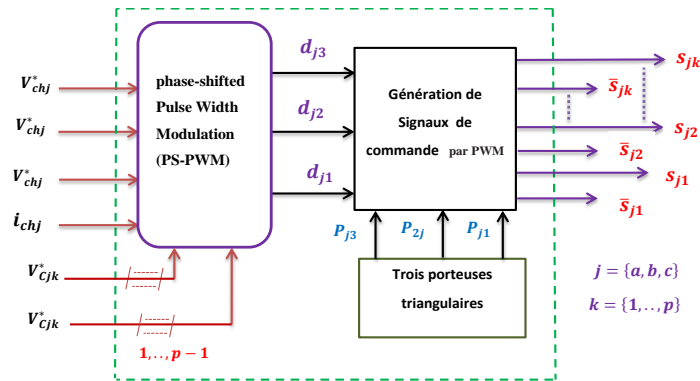 V*chj
V*chj
V*chj
ichj
V*Cjk
V*Cjk
1,..,p−1
phase-shifted
Pulse Width
Modulation
(PS-PWM)
dj3
dj2
dj1
Génération de
Signaux de
commande par PWM
Pj3
P2j
Pj1
Trois porteuses
triangulaires
sjk
s̄jk
sj2
s̄j2
sj1
s̄j1
j = {a, b, c}
k = {1,..,p}